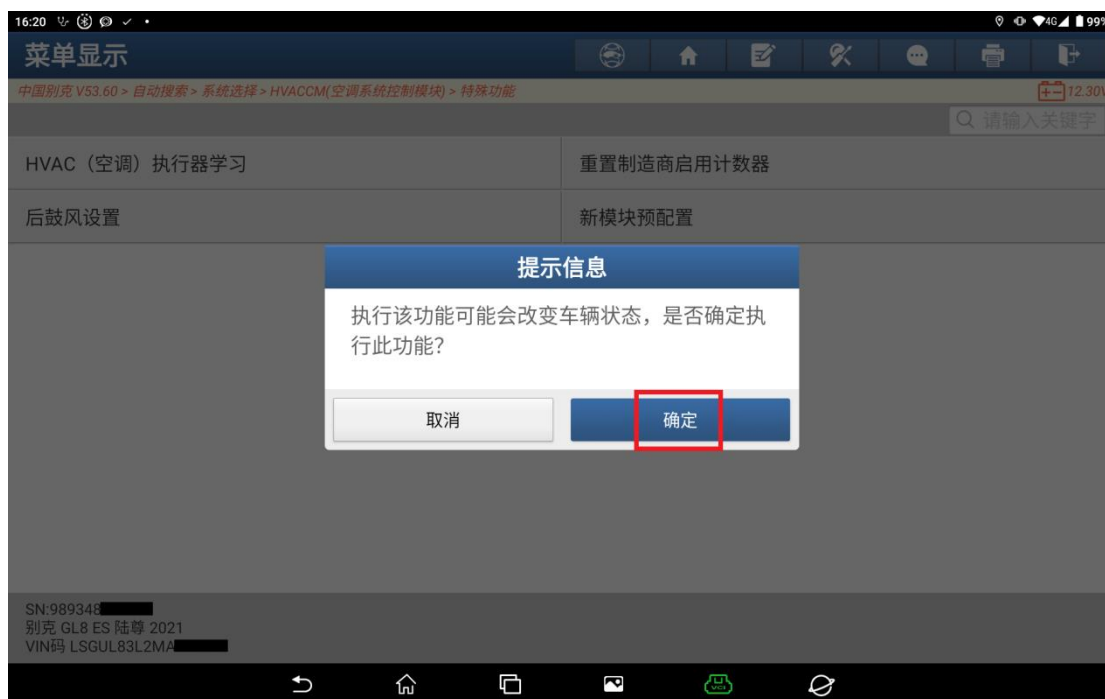 16:20
4G 99%
菜单显示
中国别克 V53.60 > 自动搜索 > 系统选择 > HVACCM(空调系统控制模块) > 特殊功能
12.30V
请输入关键字
HVAC（空调）执行器学习
重置制造商启用计数器
后鼓风设置
新模块预配置
提示信息
执行该功能可能会改变车辆状态，是否确定执
行此功能？
取消
确定
SN:989348
别克 GL8 ES 陆尊 2021
VIN码 LSGUL83L2MA
VCI